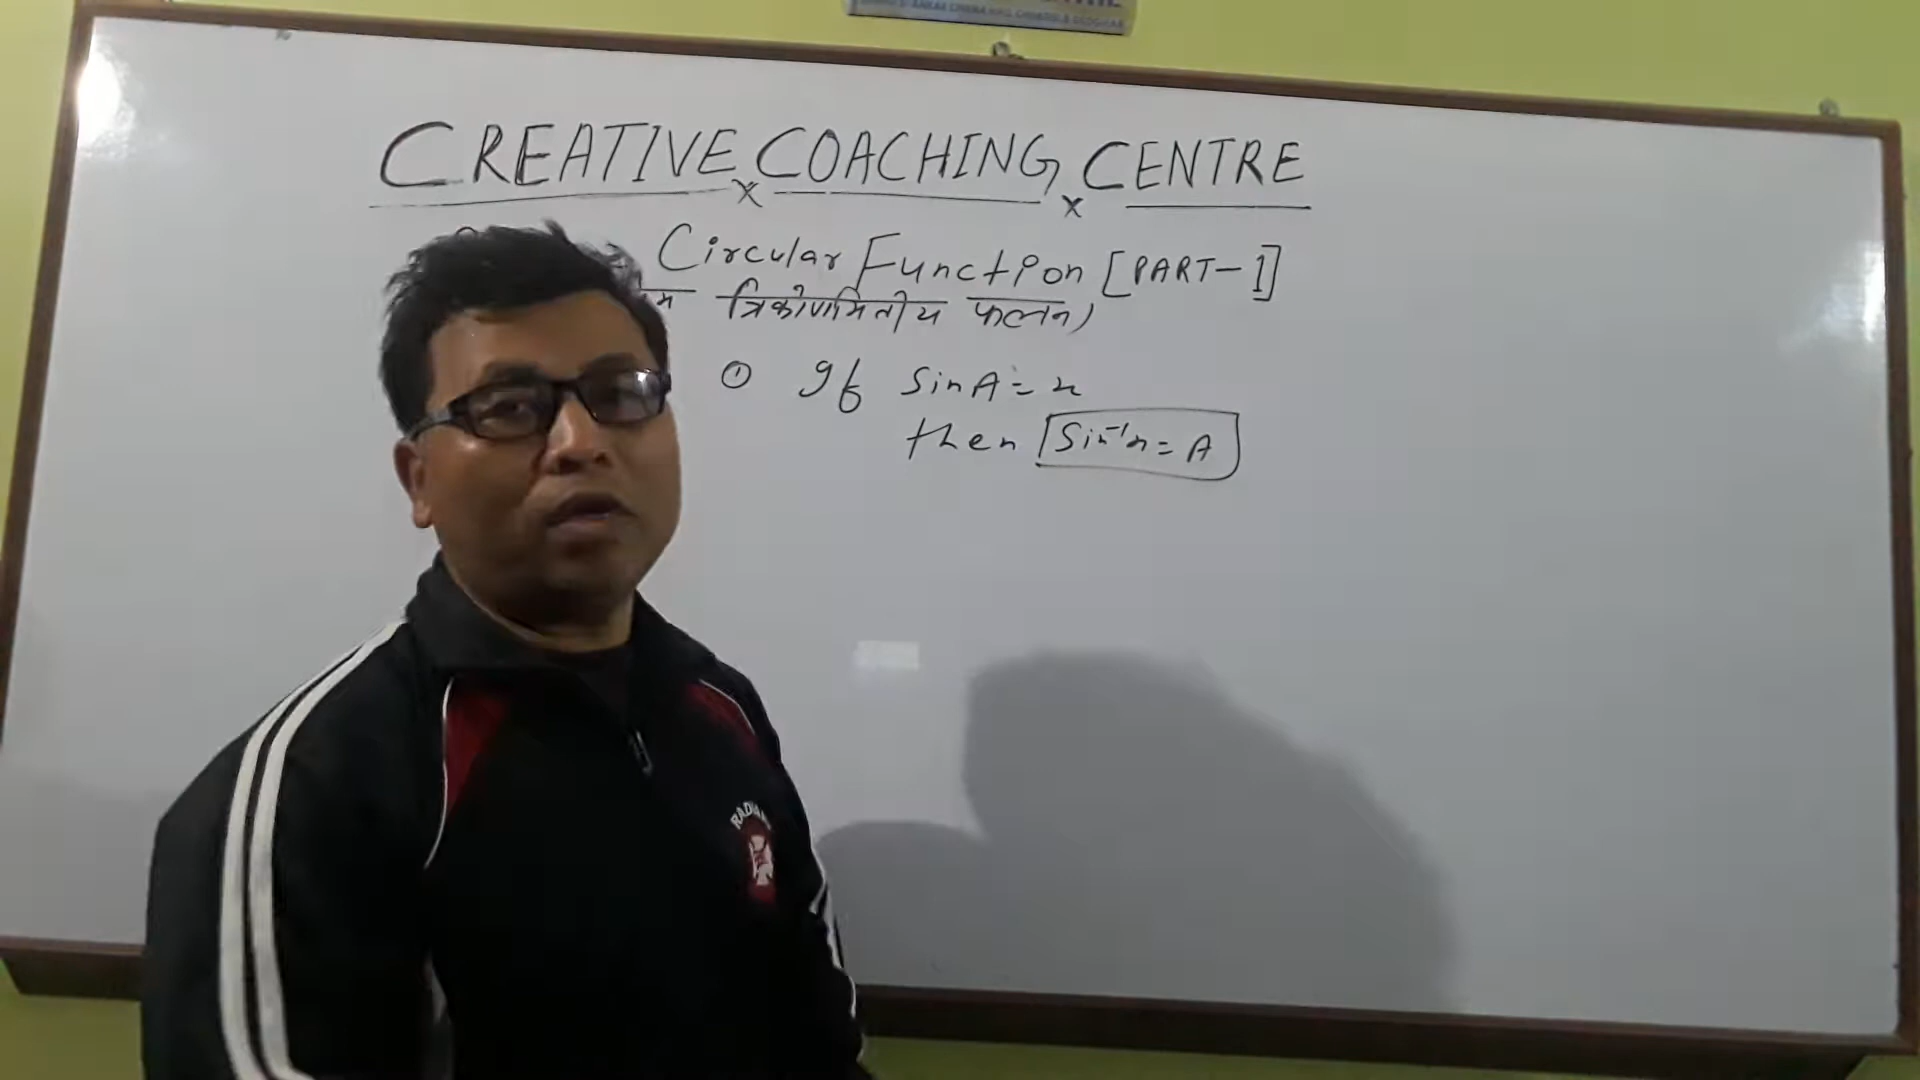 CREATIVE COACHING CENTRE
Circular Function [PART-1]
त्रिकोणमितीय फलन)
① If sinA = x
then sin⁻¹x = A